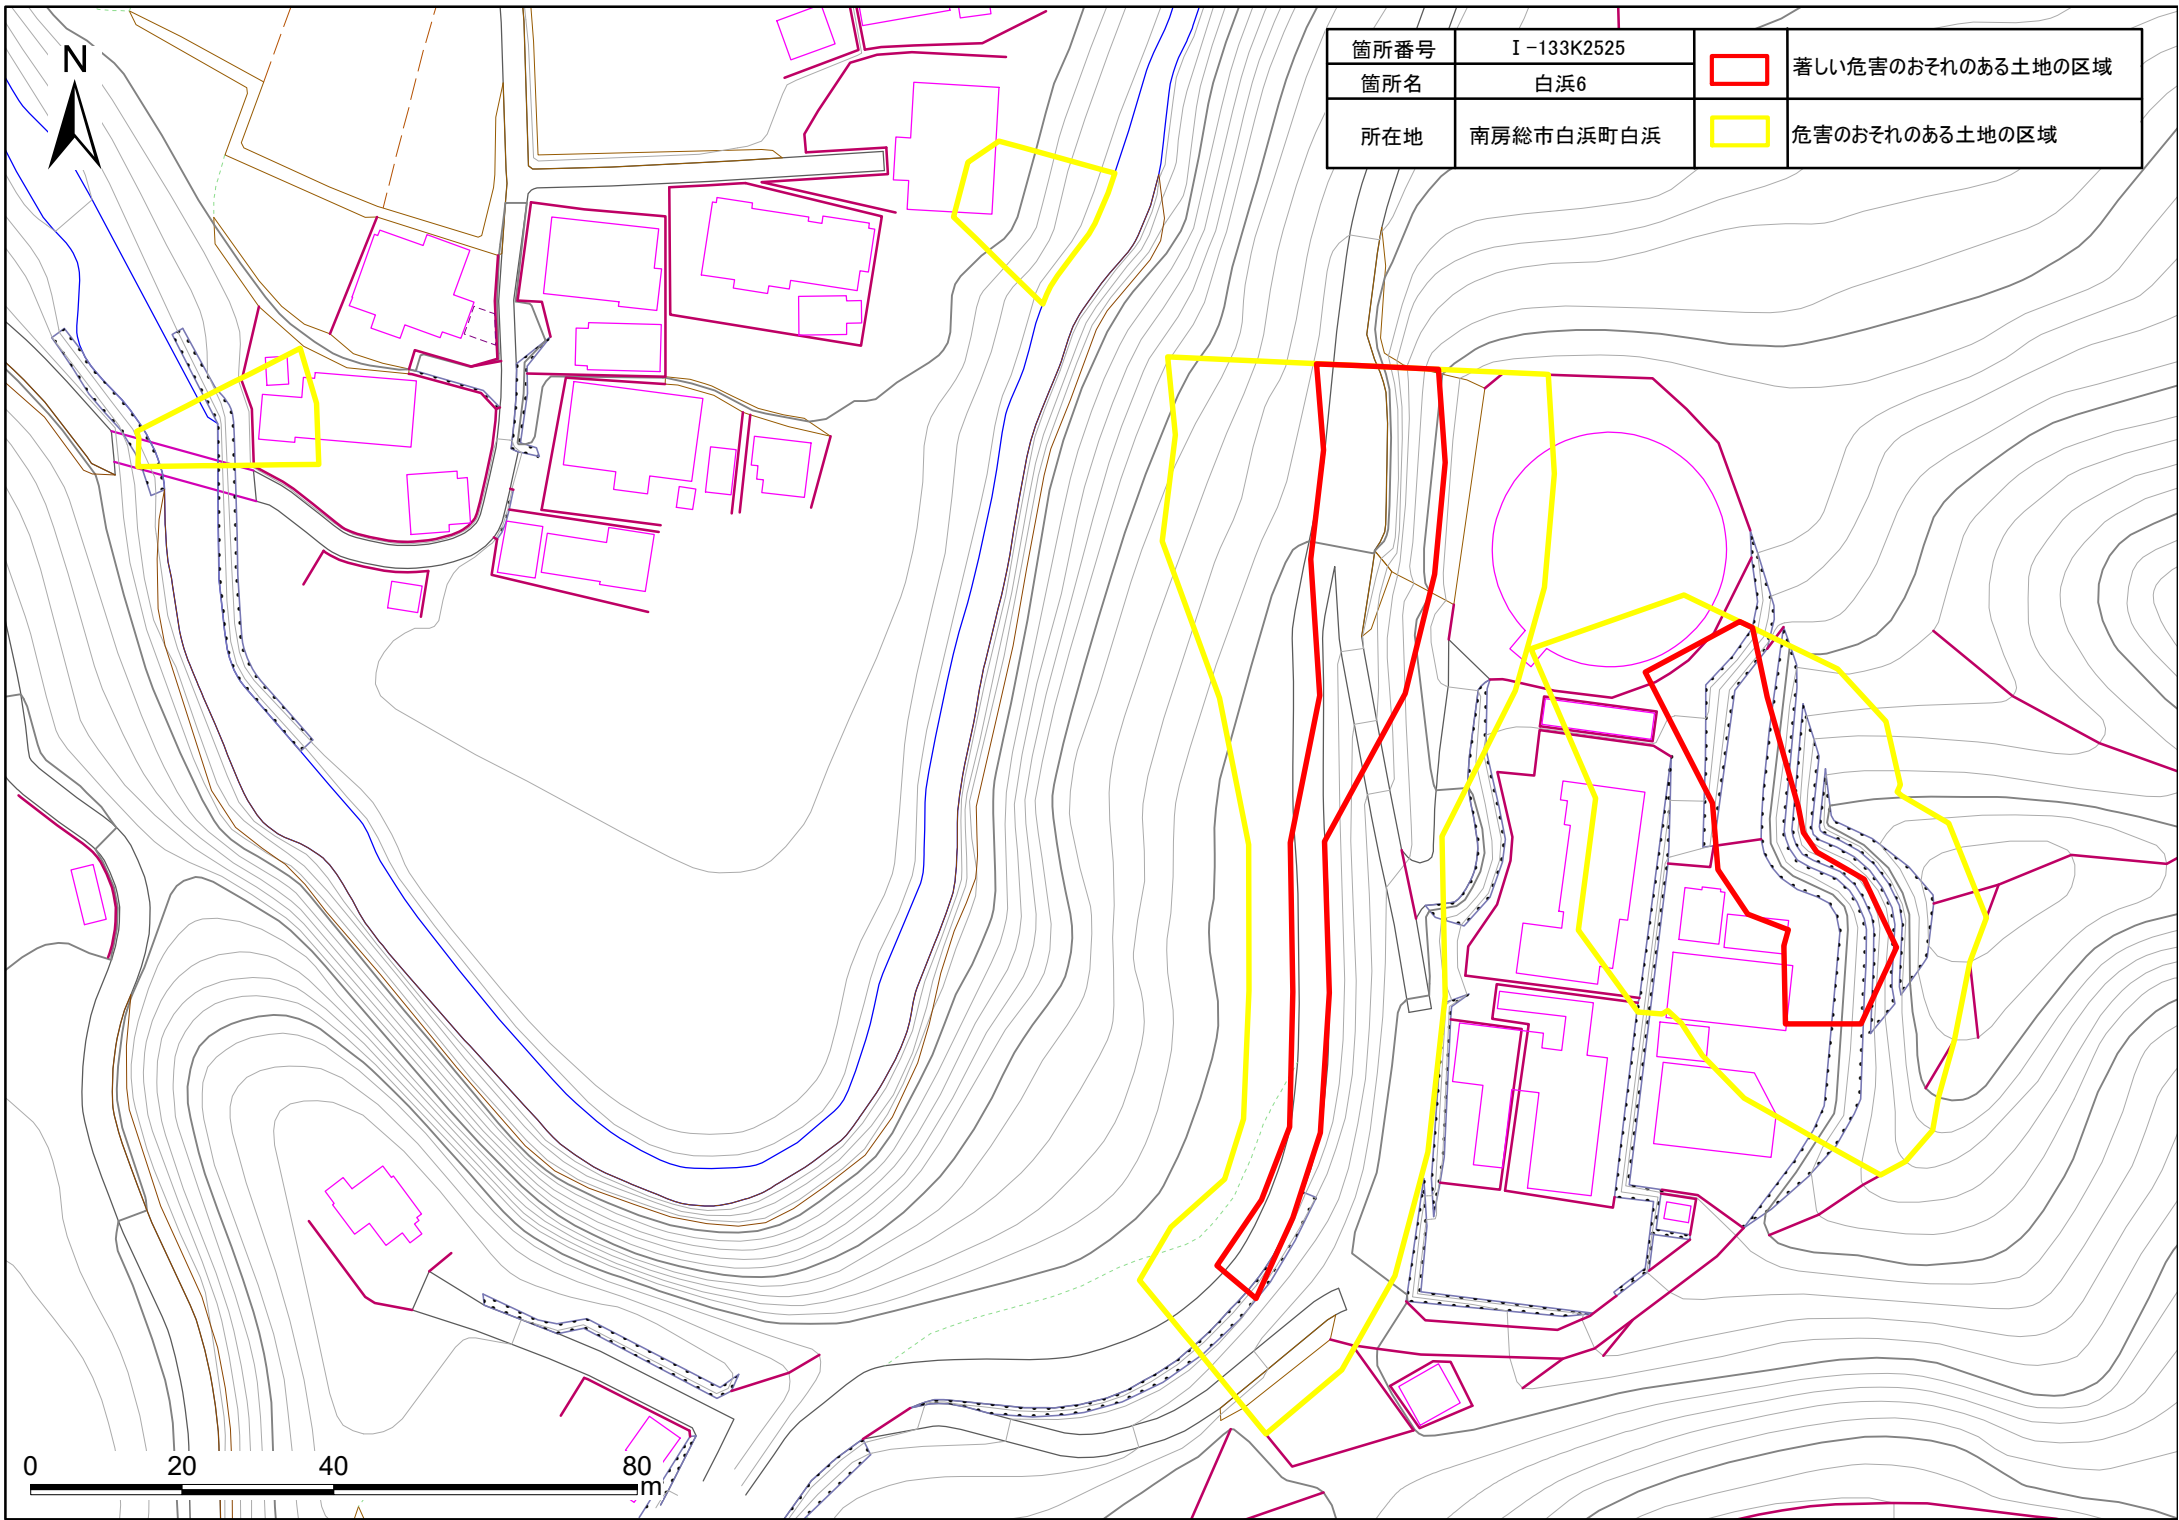 N
箇所番号 Ⅰ-133K2525 著しい危害のおそれのある土地の区域
箇所名 白浜6
所在地 南房総市白浜町白浜 危害のおそれのある土地の区域
0 20 40 80
m